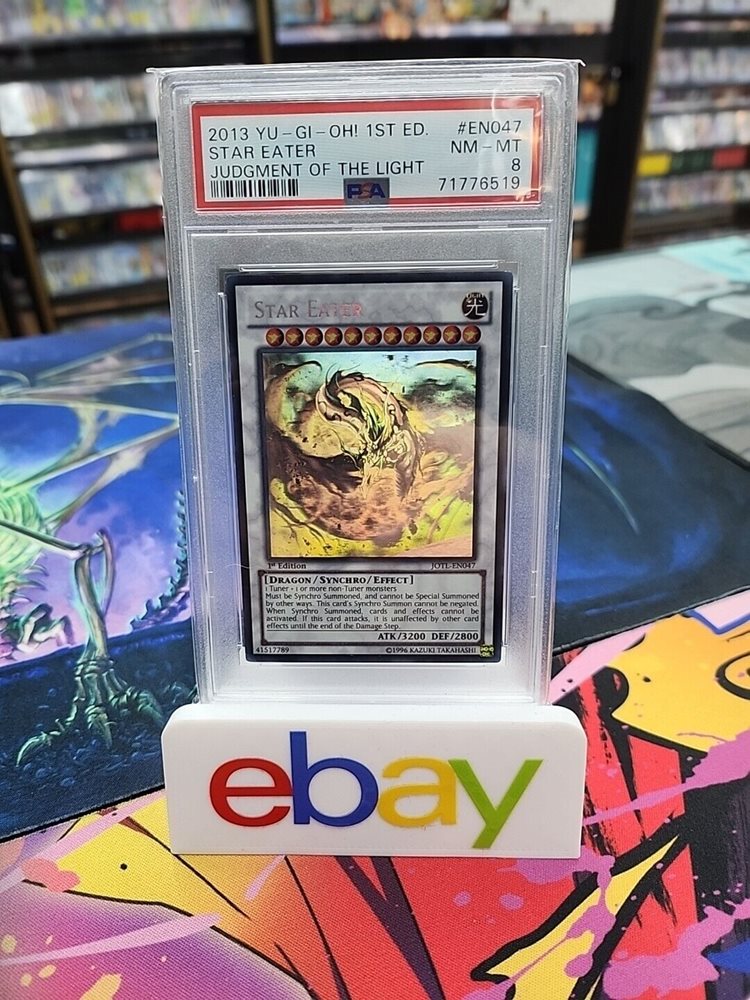 2013 YU-GI-OH! 1ST ED. #EN047
STAR EATER NM-MT
JUDGMENT OF THE LIGHT 8
PSA 71776519
STAR EATER
LIGHT
光
1st Edition JOTL-EN047
[DRAGON/SYNCHRO/EFFECT]
1 Tuner + 1 or more non-Tuner monsters
Must be Synchro Summoned, and cannot be Special Summoned
by other ways. This card's Synchro Summon cannot be negated.
When Synchro Summoned, cards and effects cannot be
activated. If this card attacks, it is unaffected by other card
effects until the end of the Damage Step.
ATK/3200 DEF/2800
41517789 ©1996 KAZUKI TAKAHASHI
ebay